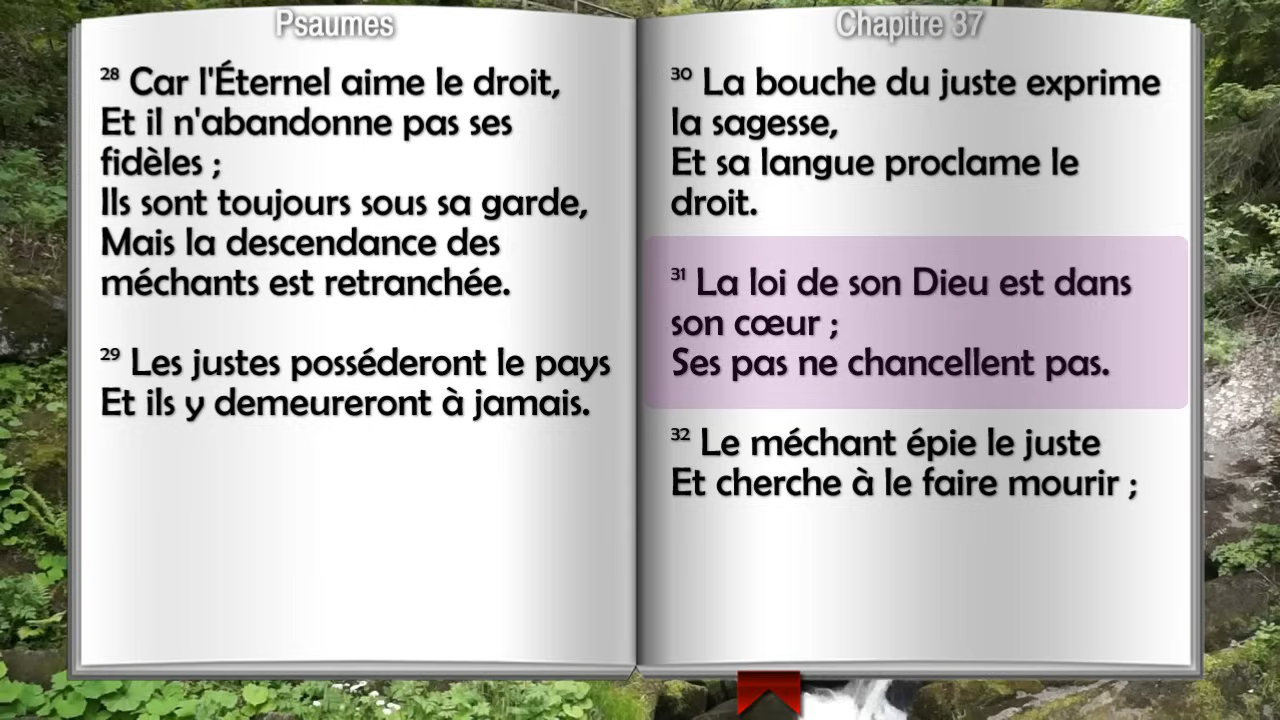 Psaumes
28 Car l'Éternel aime le droit,
Et il n'abandonne pas ses
fidèles ;
Ils sont toujours sous sa garde,
Mais la descendance des
méchants est retranchée.
29 Les justes posséderont le pays
Et ils y demeureront à jamais.
Chapitre 37
30 La bouche du juste exprime
la sagesse,
Et sa langue proclame le
droit.
31 La loi de son Dieu est dans
son cœur ;
Ses pas ne chancellent pas.
32 Le méchant épie le juste
Et cherche à le faire mourir ;